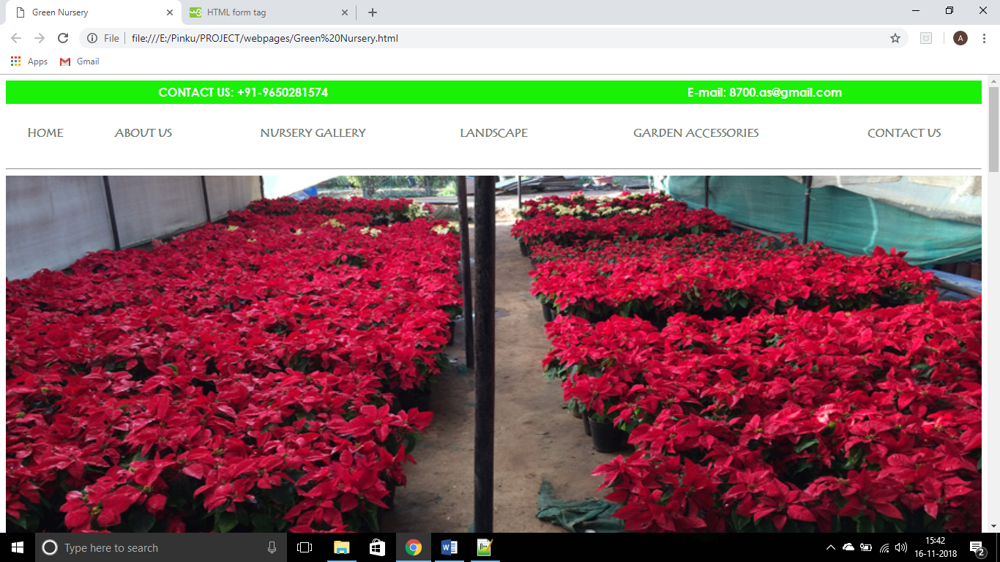 Green Nursery
HTML form tag
File file:///E:/Pinku/PROJECT/webpages/Green%20Nursery.html
A
Apps Gmail
CONTACT US: +91-9650281574 E-mail: 8700.as@gmail.com
HOME ABOUT US NURSERY GALLERY LANDSCAPE GARDEN ACCESSORIES CONTACT US
Type here to search
15:42
16-11-2018
2